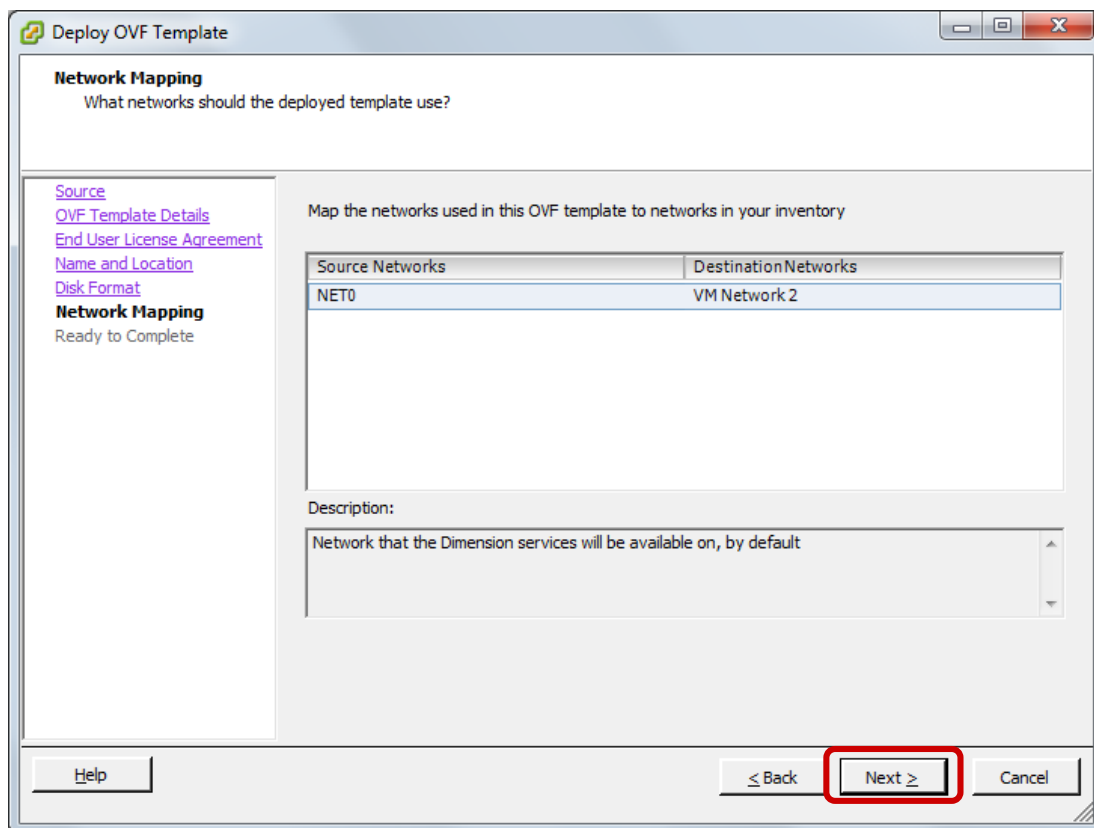 Deploy OVF Template
Network Mapping
What networks should the deployed template use?
Source
OVF Template Details
End User License Agreement
Name and Location
Disk Format
Network Mapping
Ready to Complete
Map the networks used in this OVF template to networks in your inventory
Source Networks DestinationNetworks
NET0 VM Network 2
Description:
Network that the Dimension services will be available on, by default
Help < Back Next > Cancel